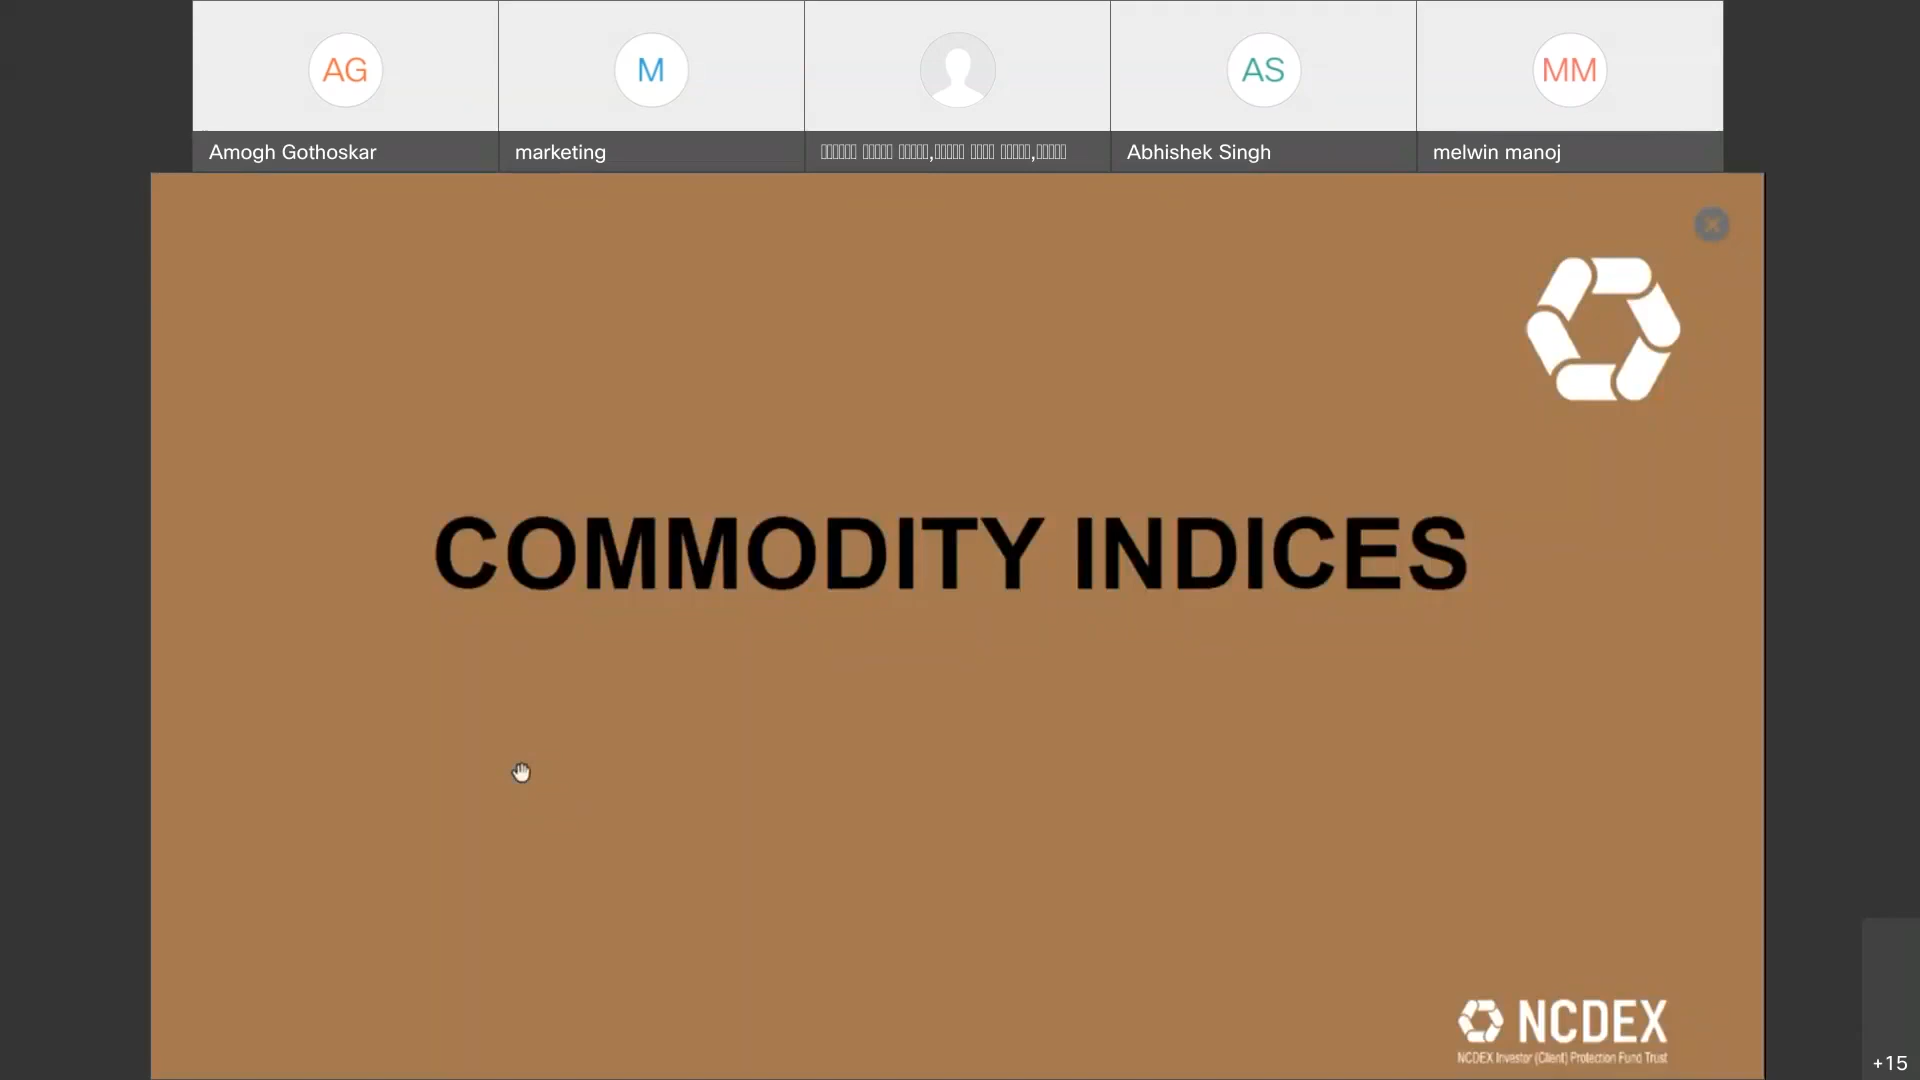 AG
M
AS
MM
Amogh Gothoskar
marketing
Abhishek Singh
melwin manoj
COMMODITY INDICES
NCDEX
NCDEX Investor (Client) Protection Fund Trust
+15